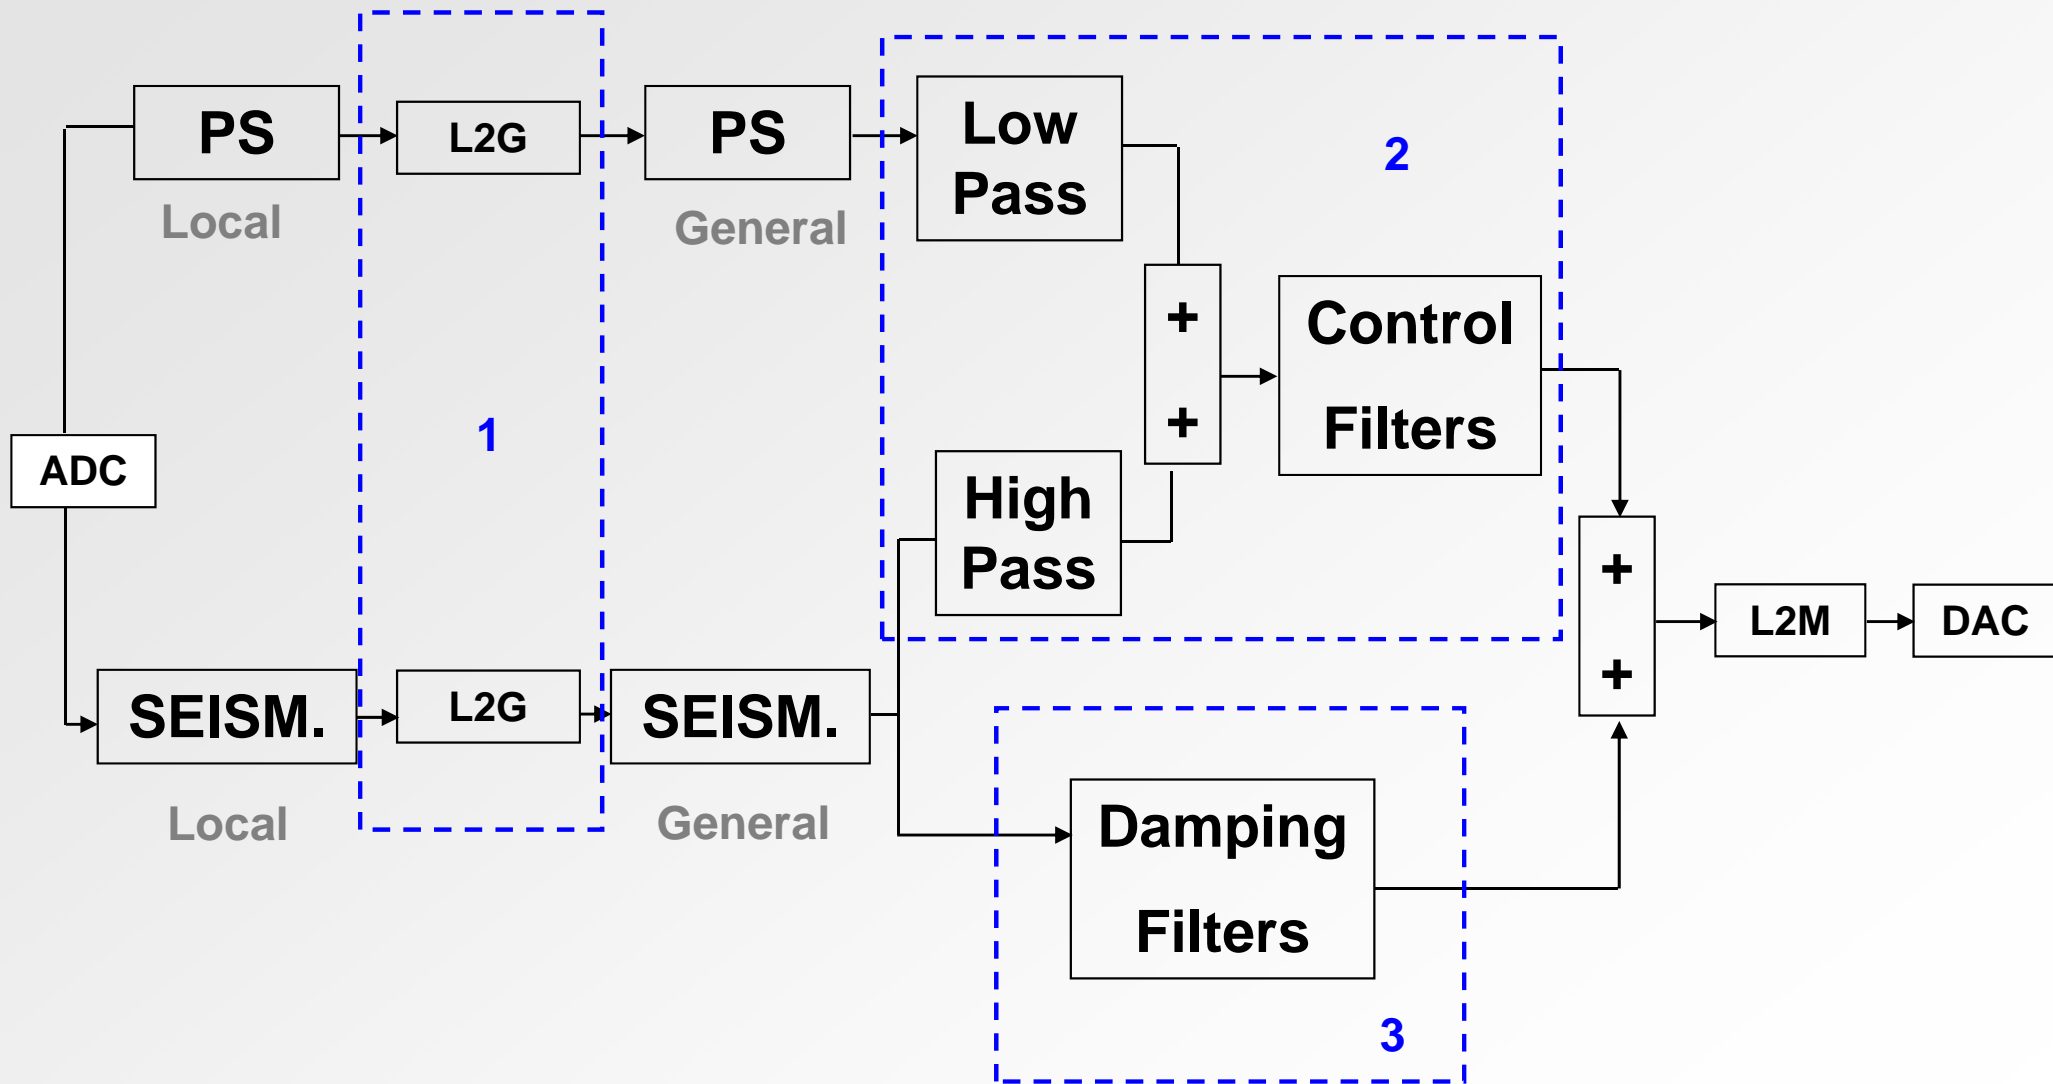 PS
L2G
PS
Low
Pass
2
Local
General
+
+
Control
Filters
1
ADC
High
Pass
+
+
L2M
DAC
SEISM.
L2G
SEISM.
Local
General
Damping
Filters
3